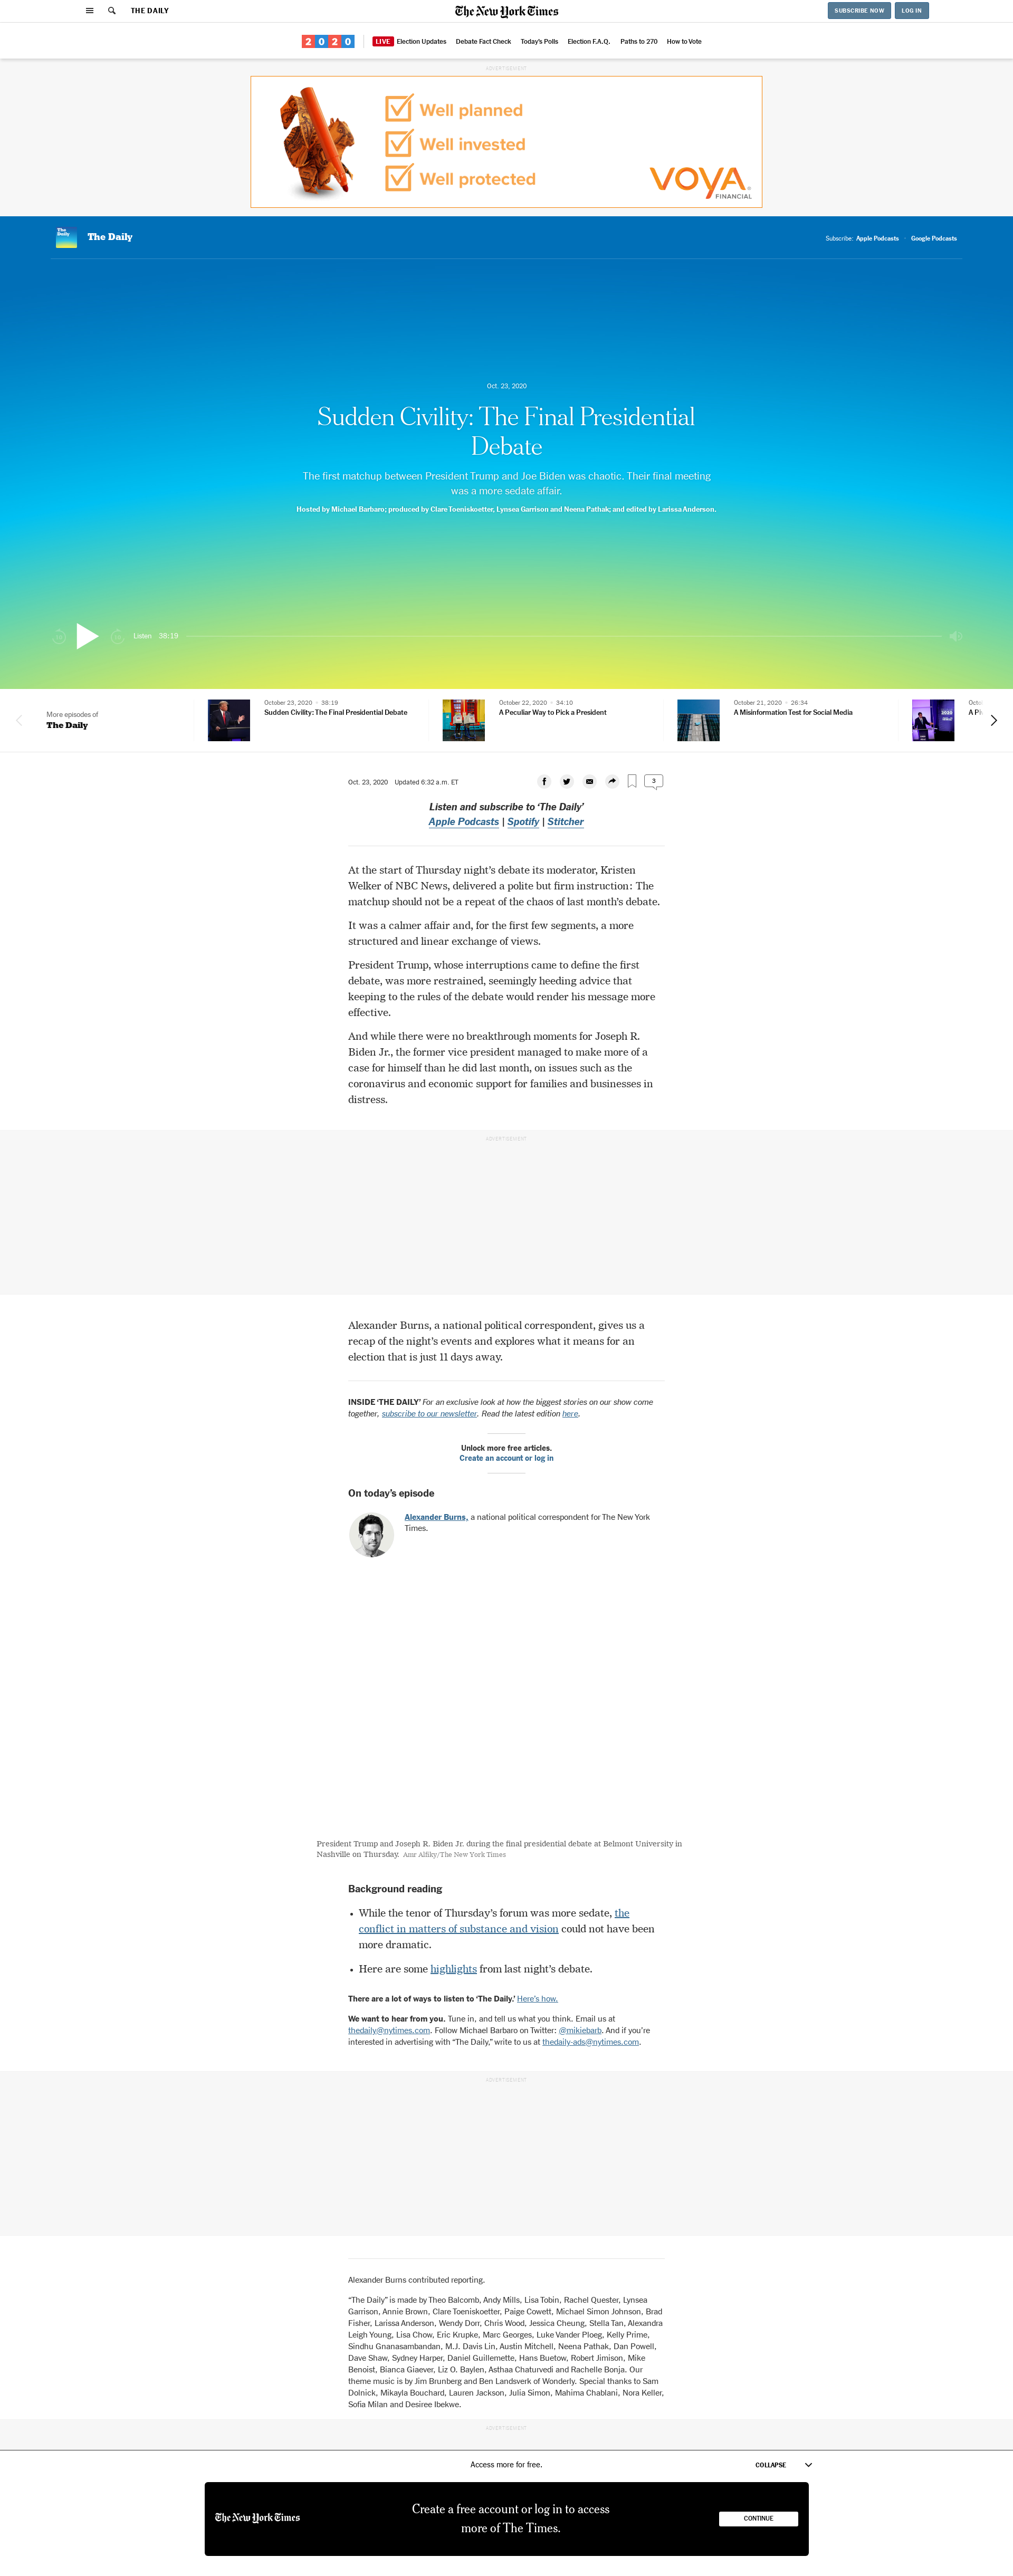 THE DAILY
The New York Times
SUBSCRIBE NOW
LOG IN
2020
LIVE Election Updates
Debate Fact Check
Today's Polls
Election F.A.Q.
Paths to 270
How to Vote
ADVERTISEMENT
Well planned
Well invested
Well protected
VOYA
FINANCIAL
The Daily
The Daily
Subscribe: Apple Podcasts · Google Podcasts
Oct. 23, 2020
Sudden Civility: The Final Presidential
Debate
The first matchup between President Trump and Joe Biden was chaotic. Their final meeting
was a more sedate affair.
Hosted by Michael Barbaro; produced by Clare Toeniskoetter, Lynsea Garrison and Neena Pathak; and edited by Larissa Anderson.
Listen 38:19
More episodes of
The Daily
October 23, 2020 · 38:19
Sudden Civility: The Final Presidential Debate
October 22, 2020 · 34:10
A Peculiar Way to Pick a President
October 21, 2020 · 26:34
A Misinformation Test for Social Media
Oct. 23, 2020 Updated 6:32 a.m. ET
3
Listen and subscribe to ‘The Daily’
Apple Podcasts | Spotify | Stitcher
At the start of Thursday night’s debate its moderator, Kristen
Welker of NBC News, delivered a polite but firm instruction: The
matchup should not be a repeat of the chaos of last month’s debate.
It was a calmer affair and, for the first few segments, a more
structured and linear exchange of views.
President Trump, whose interruptions came to define the first
debate, was more restrained, seemingly heeding advice that
keeping to the rules of the debate would render his message more
effective.
And while there were no breakthrough moments for Joseph R.
Biden Jr., the former vice president managed to make more of a
case for himself than he did last month, on issues such as the
coronavirus and economic support for families and businesses in
distress.
ADVERTISEMENT
Alexander Burns, a national political correspondent, gives us a
recap of the night’s events and explores what it means for an
election that is just 11 days away.
INSIDE ‘THE DAILY’ For an exclusive look at how the biggest stories on our show come
together, subscribe to our newsletter. Read the latest edition here.
Unlock more free articles.
Create an account or log in
On today’s episode
Alexander Burns, a national political correspondent for The New York
Times.
President Trump and Joseph R. Biden Jr. during the final presidential debate at Belmont University in
Nashville on Thursday. Amr Alfiky/The New York Times
Background reading
• While the tenor of Thursday’s forum was more sedate, the
conflict in matters of substance and vision could not have been
more dramatic.
• Here are some highlights from last night’s debate.
There are a lot of ways to listen to ‘The Daily.’ Here’s how.
We want to hear from you. Tune in, and tell us what you think. Email us at
thedaily@nytimes.com. Follow Michael Barbaro on Twitter: @mikiebarb. And if you’re
interested in advertising with “The Daily,” write to us at thedaily-ads@nytimes.com.
ADVERTISEMENT
Alexander Burns contributed reporting.
“The Daily” is made by Theo Balcomb, Andy Mills, Lisa Tobin, Rachel Quester, Lynsea
Garrison, Annie Brown, Clare Toeniskoetter, Paige Cowett, Michael Simon Johnson, Brad
Fisher, Larissa Anderson, Wendy Dorr, Chris Wood, Jessica Cheung, Stella Tan, Alexandra
Leigh Young, Lisa Chow, Eric Krupke, Marc Georges, Luke Vander Ploeg, Kelly Prime,
Sindhu Gnanasambandan, M.J. Davis Lin, Austin Mitchell, Neena Pathak, Dan Powell,
Dave Shaw, Sydney Harper, Daniel Guillemette, Hans Buetow, Robert Jimison, Mike
Benoist, Bianca Giaever, Liz O. Baylen, Asthaa Chaturvedi and Rachelle Bonja. Our
theme music is by Jim Brunberg and Ben Landsverk of Wonderly. Special thanks to Sam
Dolnick, Mikayla Bouchard, Lauren Jackson, Julia Simon, Mahima Chablani, Nora Keller,
Sofia Milan and Desiree Ibekwe.
ADVERTISEMENT
Access more for free.
COLLAPSE
The New York Times
Create a free account or log in to access
more of The Times.
CONTINUE